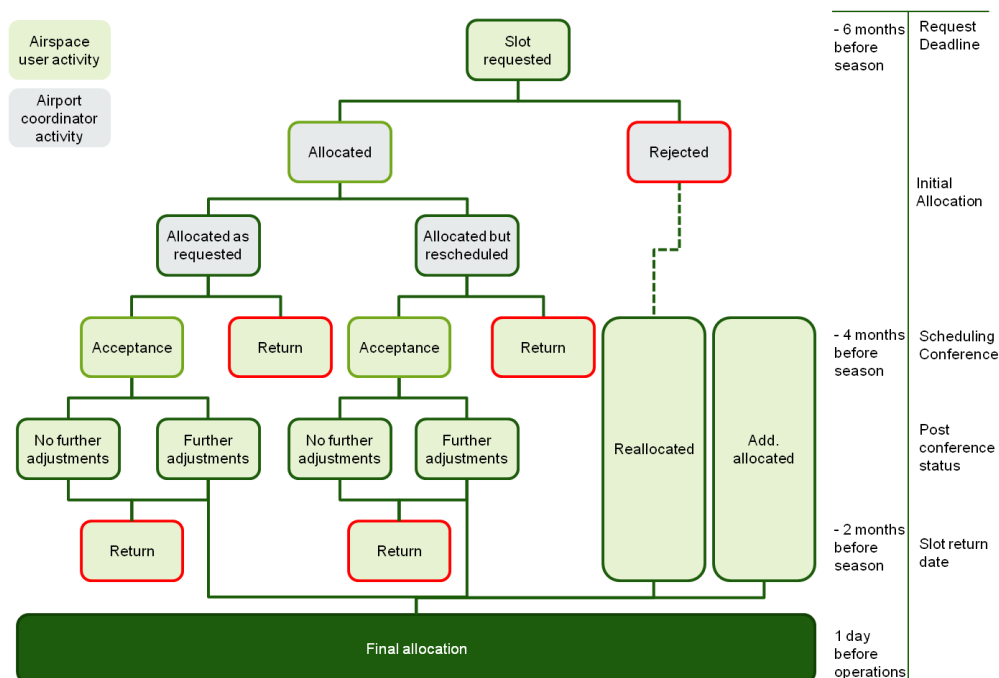 Airspace
user activity
Airport
coordinator
activity
Slot
requested
- 6 months
before
season
Request
Deadline
Allocated
Rejected
Initial
Allocation
Allocated as
requested
Allocated but
rescheduled
Acceptance
Return
Acceptance
Return
- 4 months
before
season
Scheduling
Conference
No further
adjustments
Further
adjustments
No further
adjustments
Further
adjustments
Reallocated
Add.
allocated
Post
conference
status
Return
Return
- 2 months
before
season
Slot return
date
Final allocation
1 day
before
operations